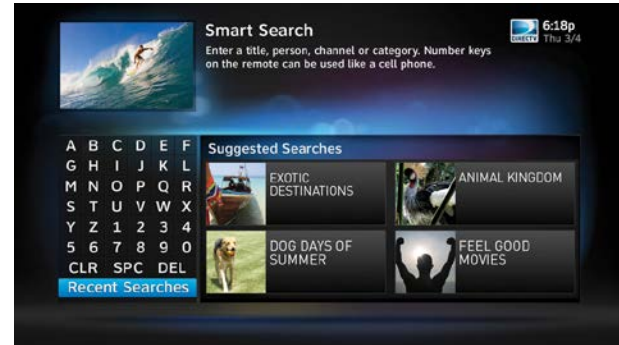 Smart Search
Enter a title, person, channel or category. Number keys
on the remote can be used like a cell phone.
DIRECTV
6:18p
Thu 3/4
A B C D E F
G H I J K L
M N O P Q R
S T U V W X
Y Z 1 2 3 4
5 6 7 8 9 0
CLR SPC DEL
Recent Searches
Suggested Searches
EXOTIC
DESTINATIONS
ANIMAL KINGDOM
DOG DAYS OF
SUMMER
FEEL GOOD
MOVIES